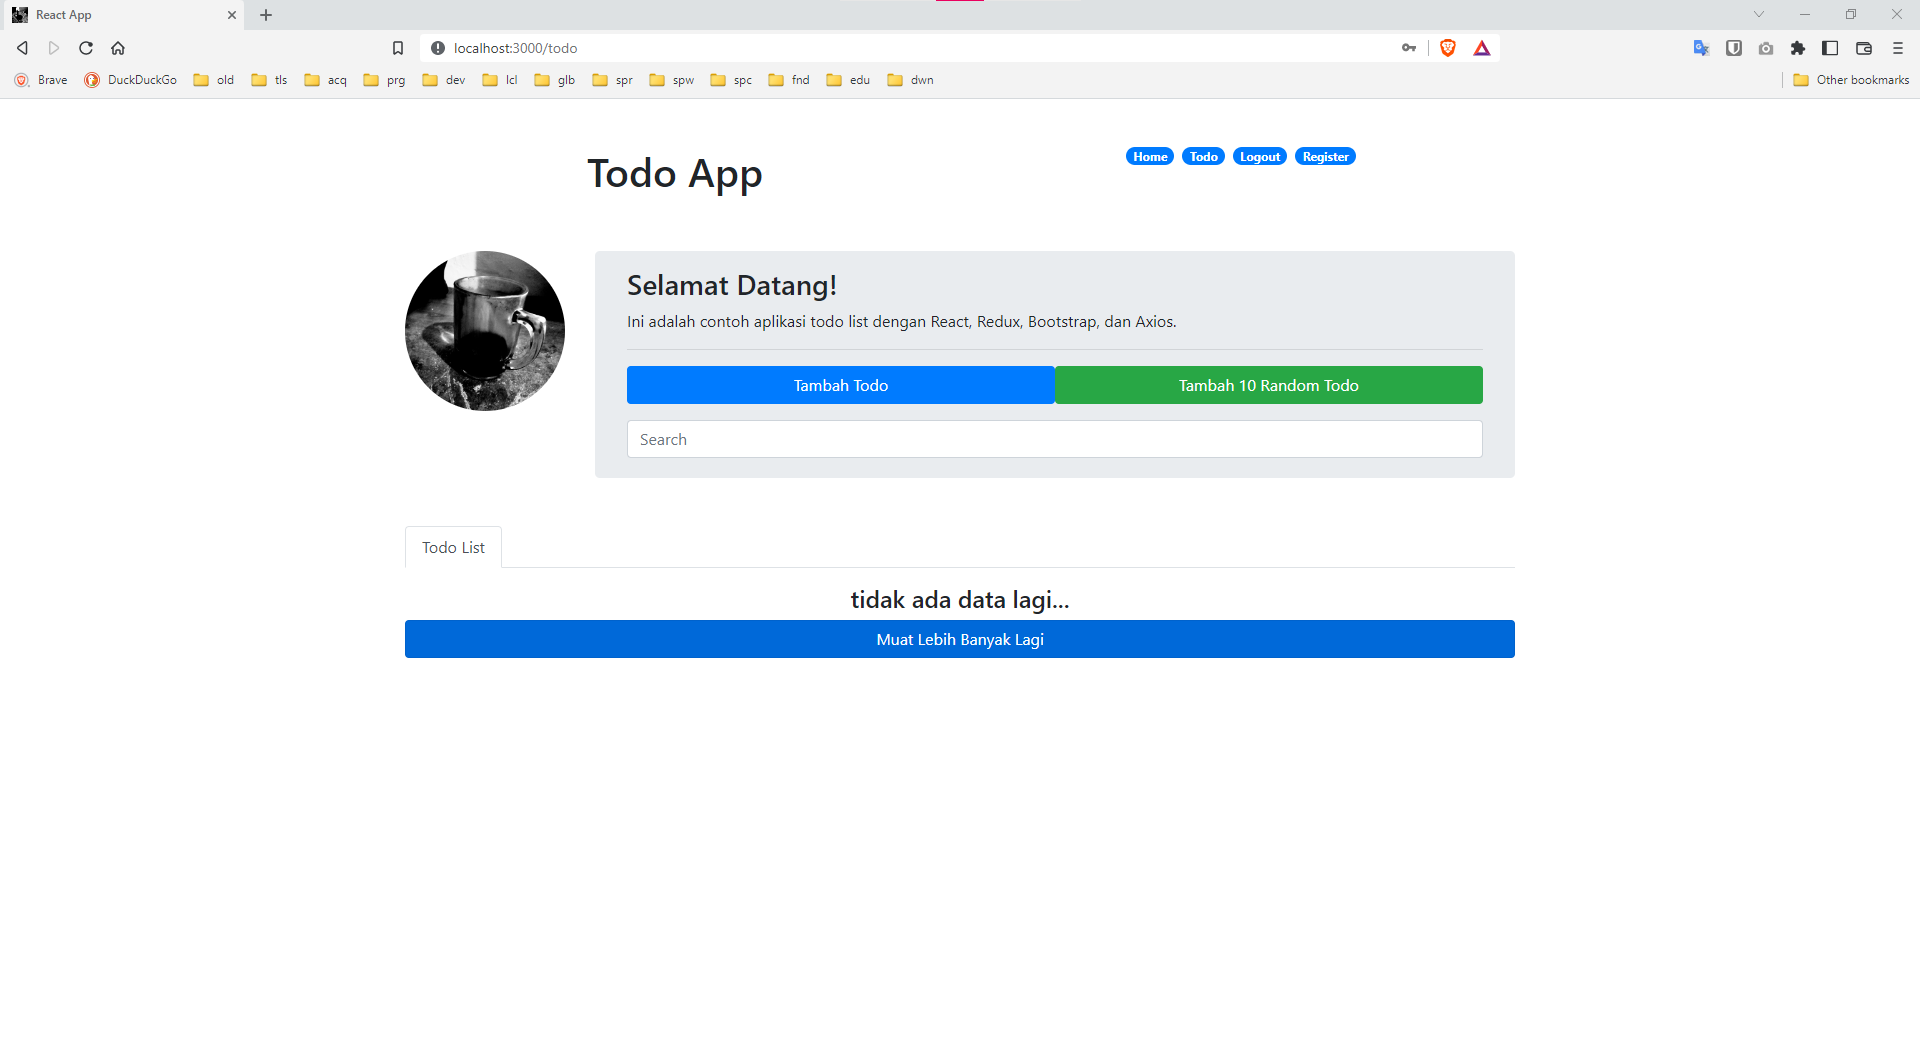 React App
localhost:3000/todo
Brave DuckDuckGo old tls acq prg dev lcl glb spr spw spc fnd edu dwn Other bookmarks
Todo App
Home Todo Logout Register
Selamat Datang!
Ini adalah contoh aplikasi todo list dengan React, Redux, Bootstrap, dan Axios.
Tambah Todo Tambah 10 Random Todo
Search
Todo List
tidak ada data lagi...
Muat Lebih Banyak Lagi